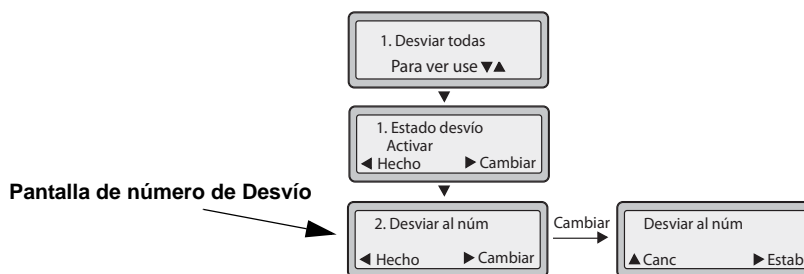 1. Desviar todas
Para ver use ▼▲
1. Estado desvío
Activar
◀ Hecho ▶ Cambiar
Pantalla de número de Desvío
2. Desviar al núm
◀ Hecho ▶ Cambiar
Cambiar
Desviar al núm
▲ Canc ▶ Estab